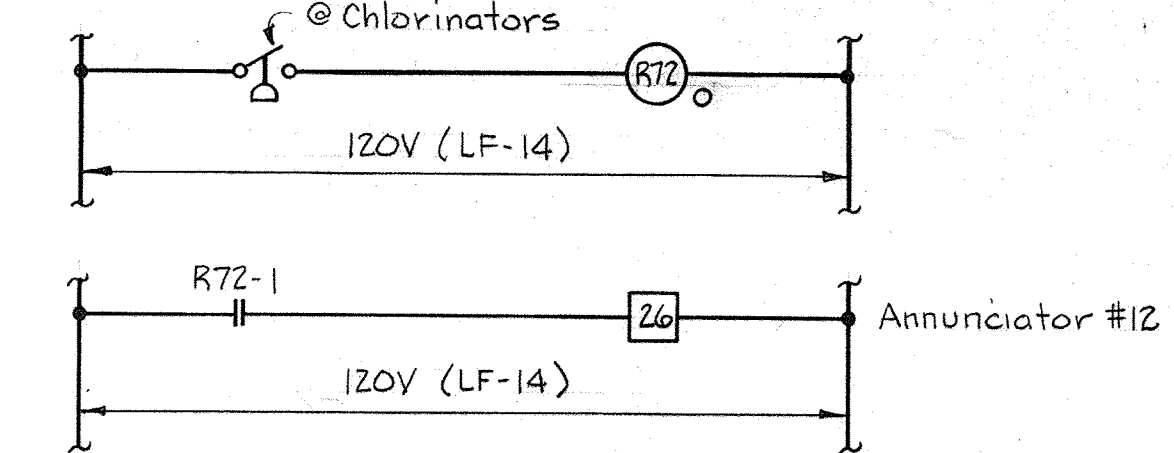 @ Chlorinators
R72
120V (LF-14)
R72-1
26
Annunciator #12
120V (LF-14)